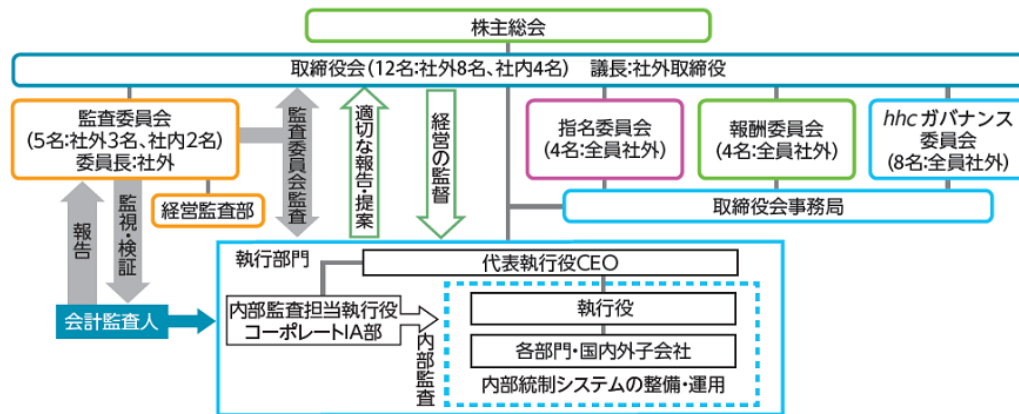 株主総会
取締役会(12名:社外8名、社内4名) 議長:社外取締役
監査委員会
(5名:社外3名、社内2名)
委員長:社外
監査委員会監査
適切な報告・提案
経営の監督
指名委員会
(4名:全員社外)
報酬委員会
(4名:全員社外)
hhc ガバナンス
委員会
(8名:全員社外)
経営監査部
取締役会事務局
報告
監視・検証
執行部門
代表執行役CEO
会計監査人
内部監査担当執行役
コーポレートIA部
内部監査
執行役
各部門・国内外子会社
内部統制システムの整備・運用